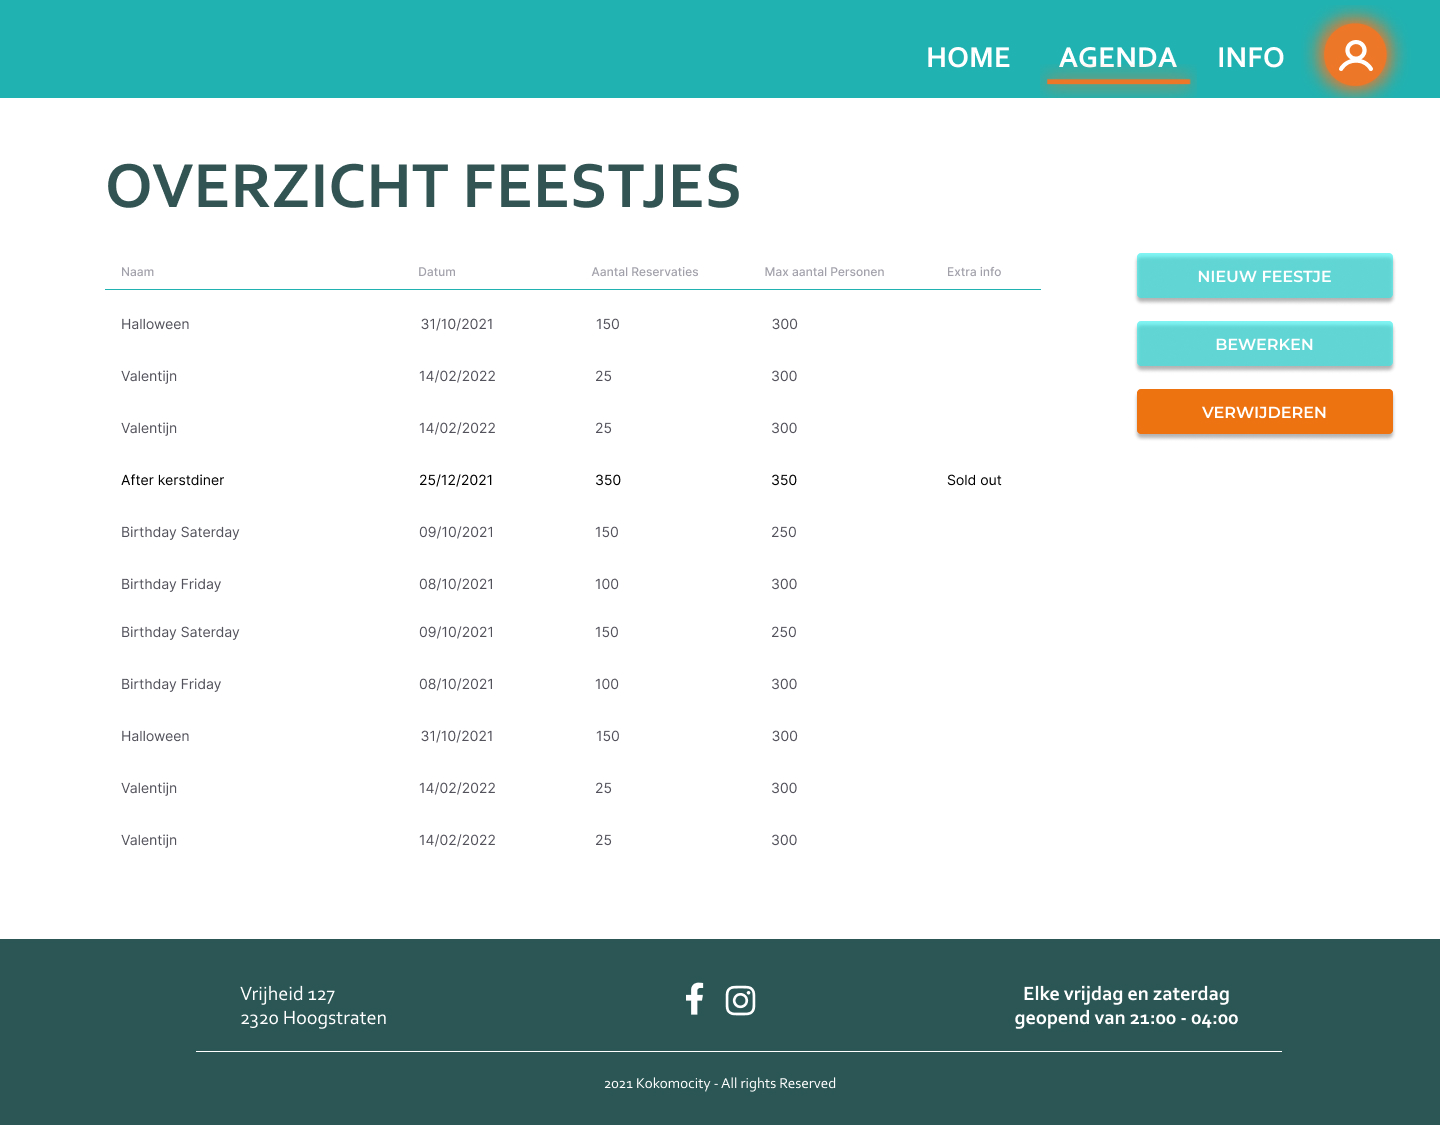 HOME AGENDA INFO
OVERZICHT FEESTJES
Naam Datum Aantal Reservaties Max aantal Personen Extra info
Halloween 31/10/2021 150 300
Valentijn 14/02/2022 25 300
Valentijn 14/02/2022 25 300
After kerstdiner 25/12/2021 350 350 Sold out
Birthday Saterday 09/10/2021 150 250
Birthday Friday 08/10/2021 100 300
Birthday Saterday 09/10/2021 150 250
Birthday Friday 08/10/2021 100 300
Halloween 31/10/2021 150 300
Valentijn 14/02/2022 25 300
Valentijn 14/02/2022 25 300
NIEUW FEESTJE
BEWERKEN
VERWIJDEREN
Vrijheid 127
2320 Hoogstraten
Elke vrijdag en zaterdag
geopend van 21:00 - 04:00
2021 Kokomocity - All rights Reserved